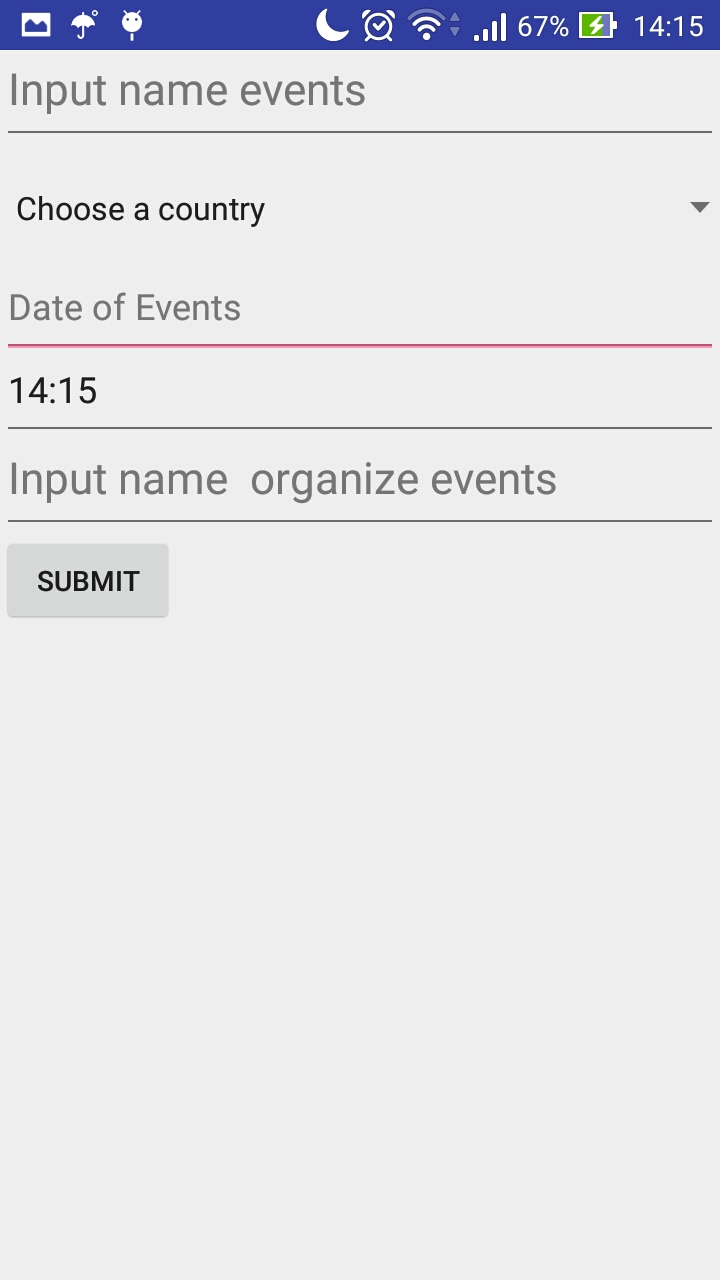 67% 14:15
Input name events
Choose a country
Date of Events
14:15
Input name  organize events
SUBMIT